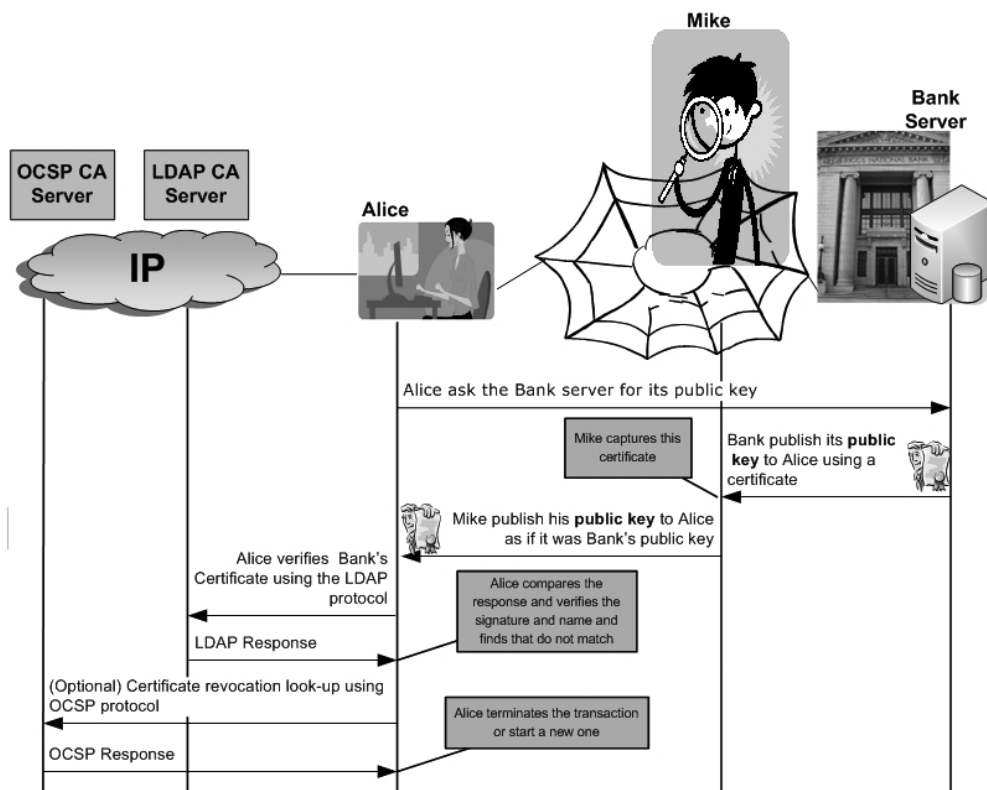 Mike
Bank
Server
OCSP CA
Server
LDAP CA
Server
Alice
IP
NATIONAL BANK
Alice ask the Bank server for its public key
Mike captures this
certificate
Bank publish its public
key to Alice using a
certificate
Mike publish his public key to Alice
as if it was Bank's public key
Alice verifies Bank's
Certificate using the LDAP
protocol
Alice compares the
response and verifies the
signature and name and
finds that do not match
LDAP Response
(Optional) Certificate revocation look-up using
OCSP protocol
Alice terminates the transaction
or start a new one
OCSP Response